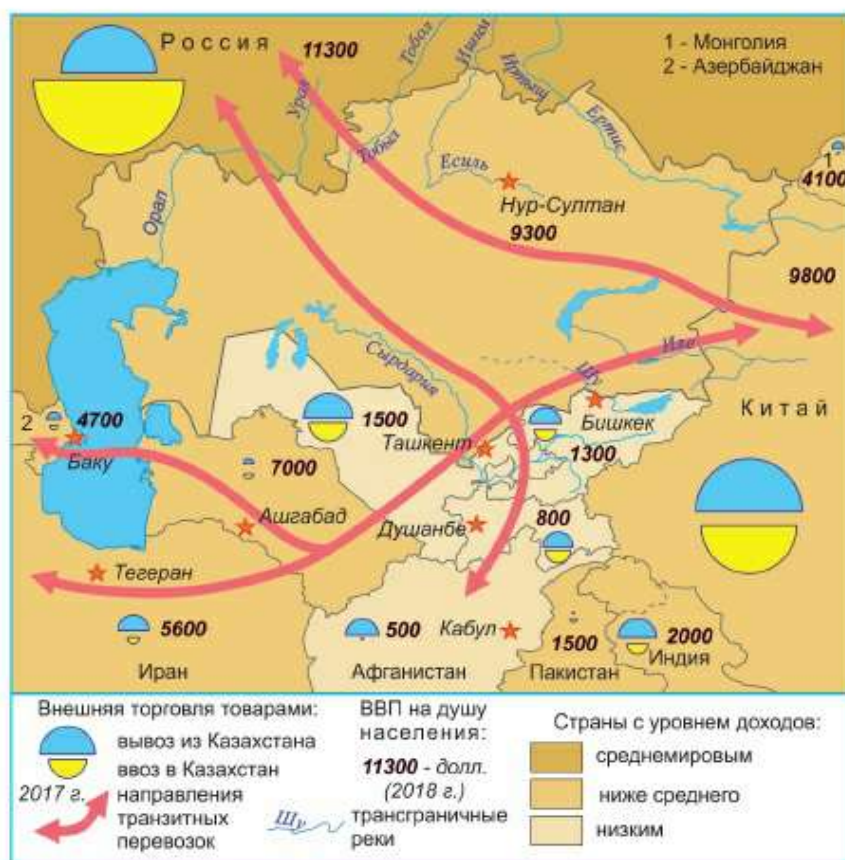 Россия
11300
Тобол
Ишим
Иртыш
1 - Монголия
2 - Азербайджан
Урал
Тобыл
Ертис
1
4100
Есиль
Нур-Султан
9300
Орал
9800
Сырдария
Иле
Шу
2
4700
Баку
1500
Ташкент
Бишкек
1300
Китай
7000
Ашгабад
Душанбе
800
Тегеран
5600
500
Кабул
1500
2000
Иран
Афганистан
Пакистан
Индия
Внешняя торговля товарами:
вывоз из Казахстана
ввоз в Казахстан
2017 г.
направления
транзитных
перевозок
ВВП на душу
населения:
11300 - долл.
(2018 г.)
Шу
трансграничные
реки
Страны с уровнем доходов:
среднемировым
ниже среднего
низким